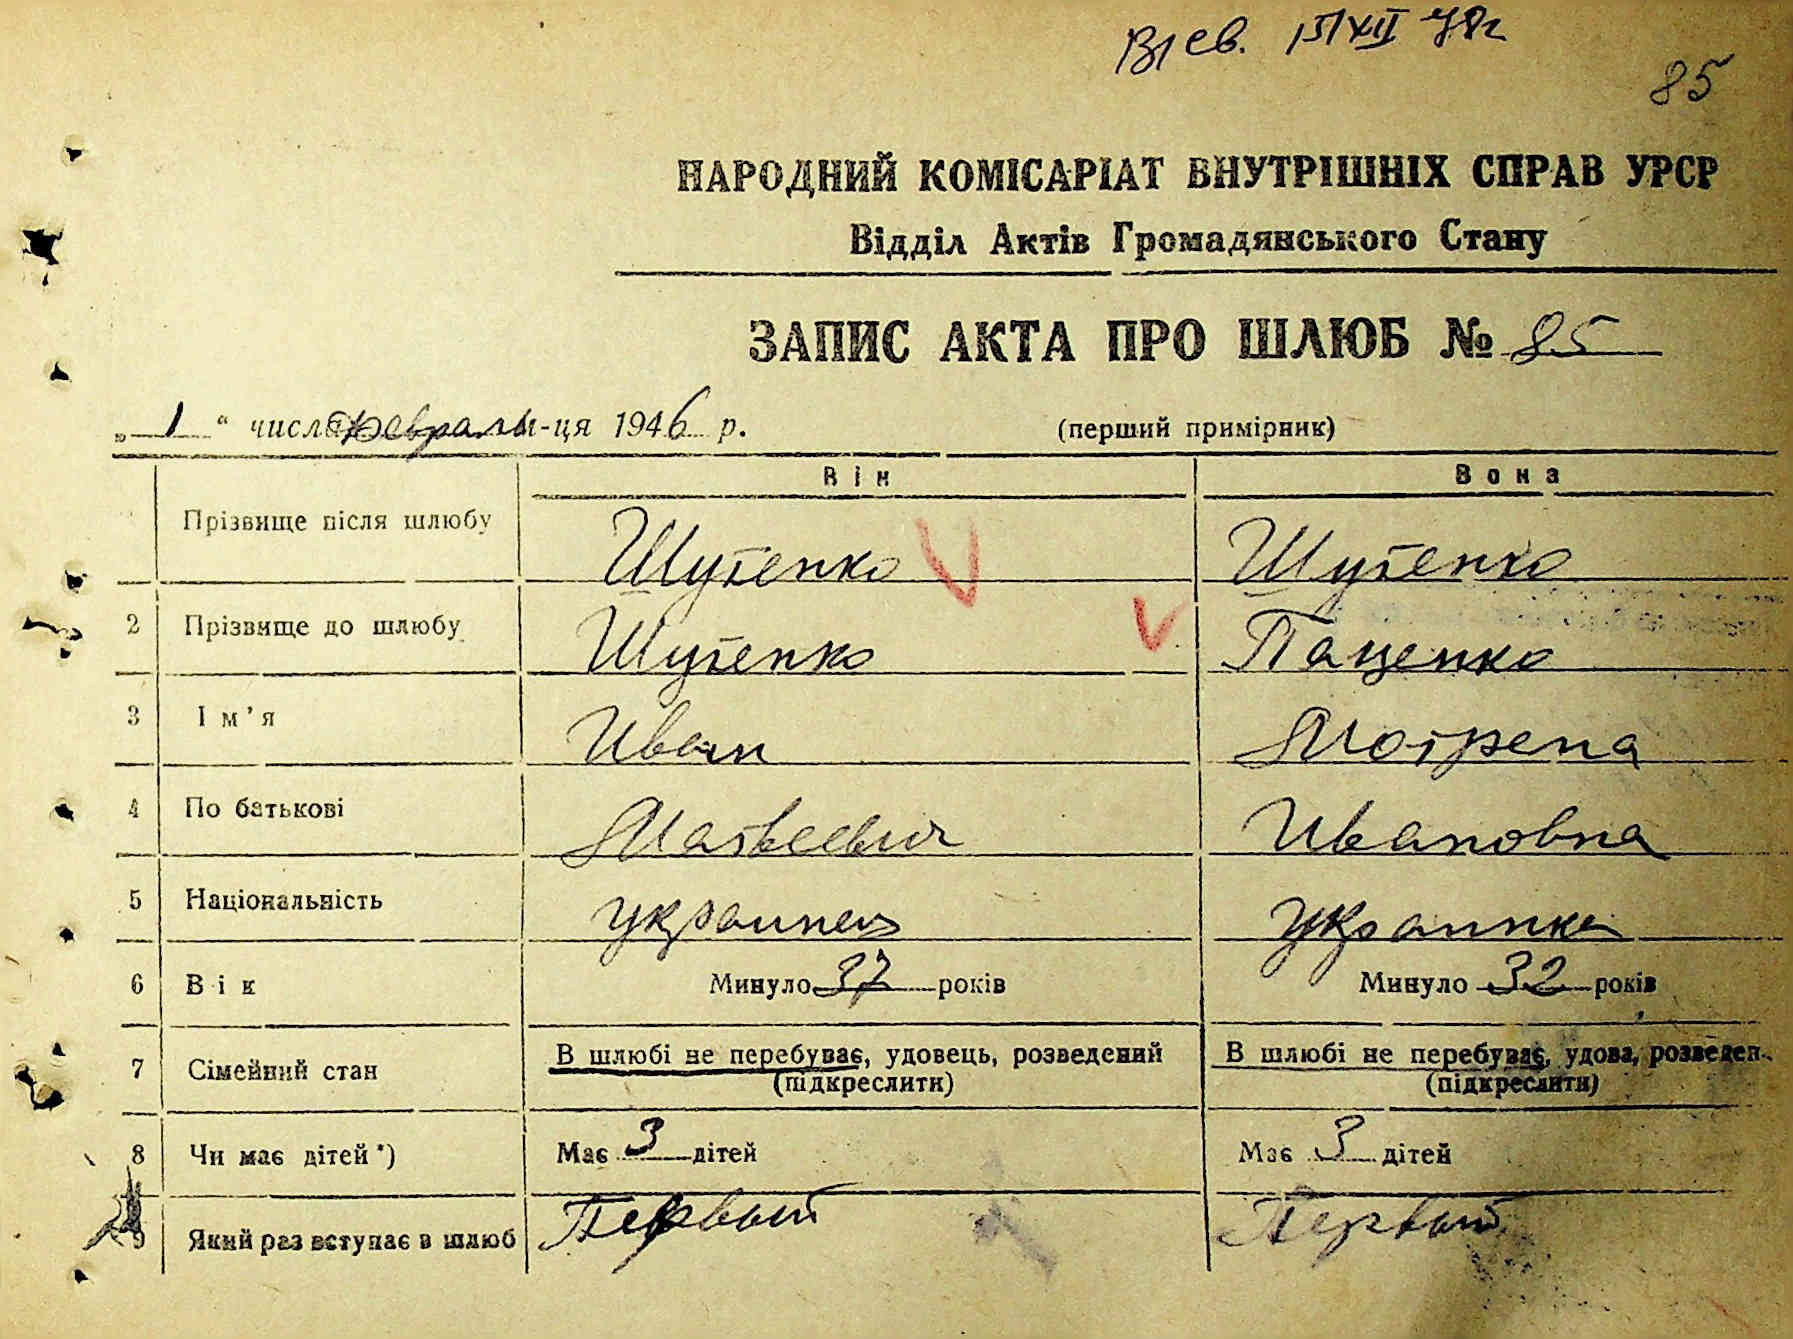 св. 15/XII 78г
85
НАРОДНИЙ КОМІСАРІАТ ВНУТРІШНІХ СПРАВ УРСР
Відділ Актів Громадянського Стану
ЗАПИС АКТА ПРО ШЛЮБ № 85
„ 1 “ числа февраля м-ця 1946 р. (перший примірник)
Він Вона
Прізвище після шлюбу Шутенко Шутенко
2 Прізвище до шлюбу Шутенко Паценко
3 Ім’я Иван Мотрена
4 По батькові Матвеевич Ивановна
5 Національність украинец украинка
6 Вік Минуло 37 років Минуло 32 років
7 Сімейний стан В шлюбі не перебуває, удовець, розведений В шлюбі не перебуває, удова, розведен.
(підкреслити) (підкреслити)
8 Чи має дітей *) Має 3 дітей Має 3 дітей
9 Який раз вступає в шлюб Первый Первый